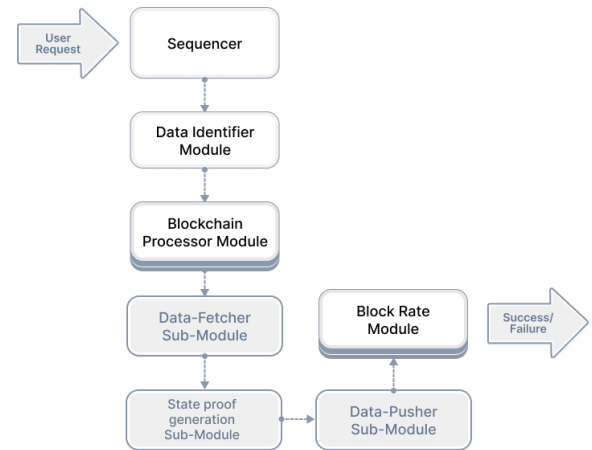 User
Request
Sequencer
Data Identifier
Module
Blockchain
Processor Module
Data-Fetcher
Sub-Module
State proof
generation
Sub-Module
Data-Pusher
Sub-Module
Block Rate
Module
Success/
Failure